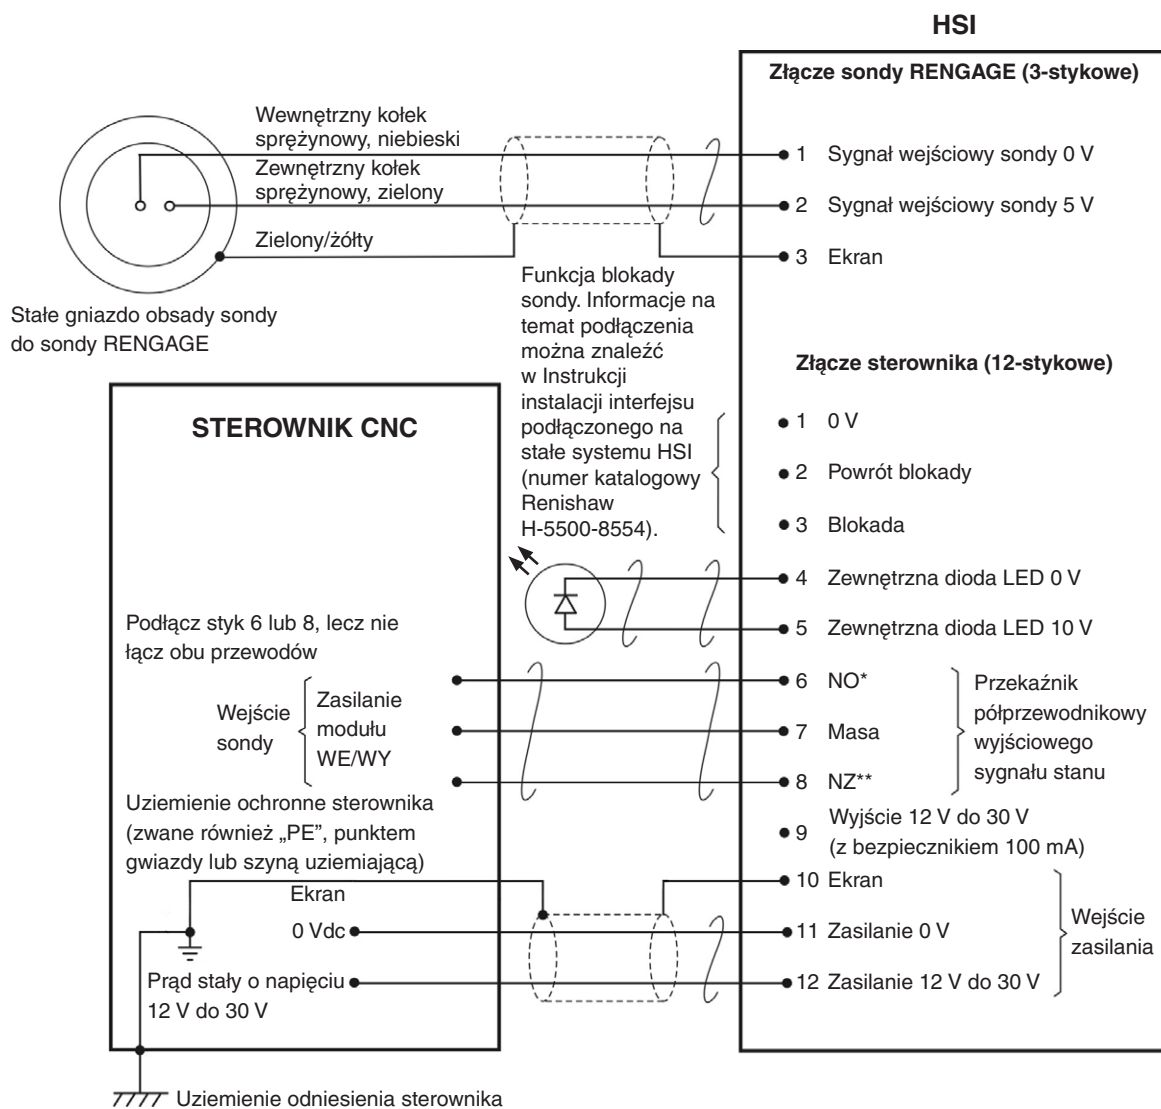 HSI
Złącze sondy RENGAGE (3-stykowe)
Wewnętrzny kołek
sprężynowy, niebieski
Zewnętrzny kołek
sprężynowy, zielony
Zielony/żółty
1 Sygnał wejściowy sondy 0 V
2 Sygnał wejściowy sondy 5 V
3 Ekran
Stałe gniazdo obsady sondy
do sondy RENGAGE
Funkcja blokady
sondy. Informacje na
temat podłączenia
można znaleźć
w Instrukcji
instalacji interfejsu
podłączonego na
stałe systemu HSI
(numer katalogowy
Renishaw
H-5500-8554).
Złącze sterownika (12-stykowe)
1 0 V
2 Powrót blokady
3 Blokada
4 Zewnętrzna dioda LED 0 V
5 Zewnętrzna dioda LED 10 V
6 NO*
7 Masa
8 NZ**
Przekaźnik
półprzewodnikowy
wyjściowego
sygnału stanu
9 Wyjście 12 V do 30 V
(z bezpiecznikiem 100 mA)
10 Ekran
11 Zasilanie 0 V
12 Zasilanie 12 V do 30 V
Wejście
zasilania
STEROWNIK CNC
Podłącz styk 6 lub 8, lecz nie
łącz obu przewodów
Wejście
sondy
Zasilanie
modułu
WE/WY
Uziemienie ochronne sterownika
(zwane również „PE”, punktem
gwiazdy lub szyną uziemiającą)
Ekran
0 Vdc
Prąd stały o napięciu
12 V do 30 V
Uziemienie odniesienia sterownika